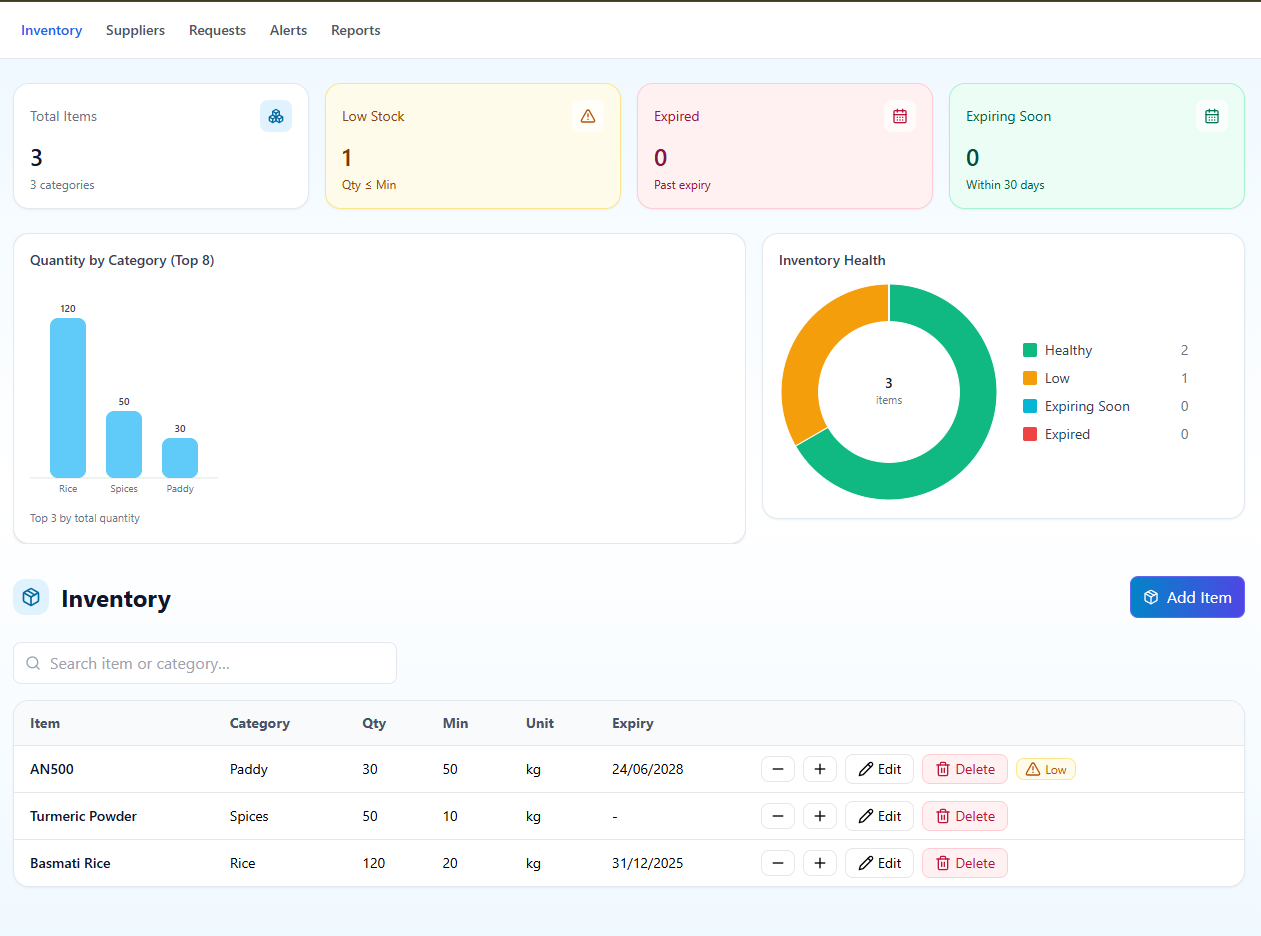 Inventory Suppliers Requests Alerts Reports
Total Items
3
3 categories
Low Stock
1
Qty ≤ Min
Expired
0
Past expiry
Expiring Soon
0
Within 30 days
Quantity by Category (Top 8)
120
50
30
Rice Spices Paddy
Top 3 by total quantity
Inventory Health
3
items
Healthy 2
Low 1
Expiring Soon 0
Expired 0
Inventory
Add Item
Search item or category...
Item Category Qty Min Unit Expiry
AN500 Paddy 30 50 kg 24/06/2028 − + Edit Delete Low
Turmeric Powder Spices 50 10 kg - − + Edit Delete
Basmati Rice Rice 120 20 kg 31/12/2025 − + Edit Delete